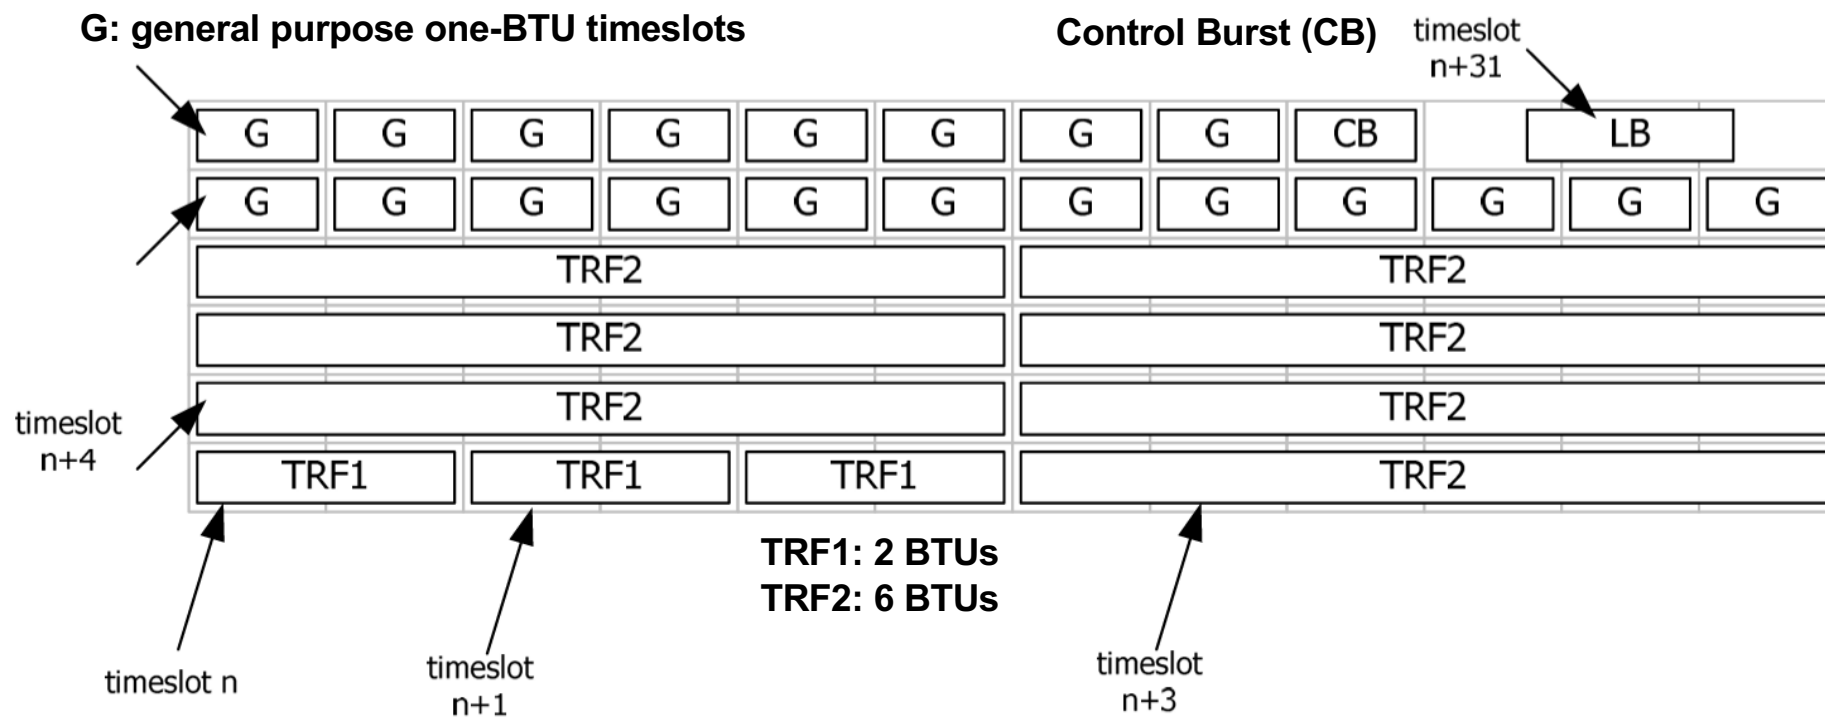 G: general purpose one-BTU timeslots
Control Burst (CB)
timeslot
n+31
G G G G G G G G CB LB
G G G G G G G G G G G G
TRF2 TRF2
TRF2 TRF2
TRF2 TRF2
timeslot
n+4
TRF1 TRF1 TRF1 TRF2
TRF1: 2 BTUs
TRF2: 6 BTUs
timeslot n
timeslot
n+1
timeslot
n+3